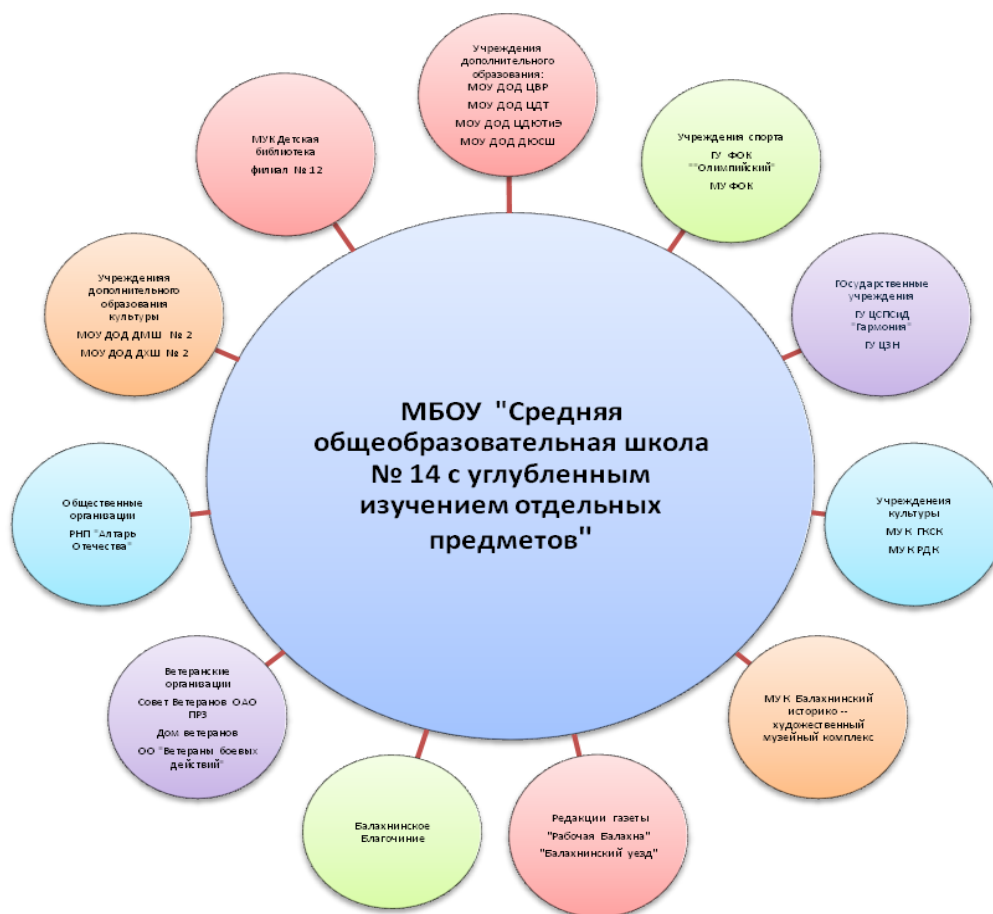 Учреждения
дополнительного
образования:
МОУ ДОД ЦВР
МОУ ДОД ЦДТ
МОУ ДОД ЦДЮТиЭ
МОУ ДОД ДЮСШ
Учреждения спорта
ГУ ФОК
""Олимпийский"
МУ ФОК
ГОсударственные
учреждения
ГУ ЦСПСиД
"Гармония"
ГУ ЦЗН
Учрежденеия
культуры
МУК ГКСК
МУК РДК
МУК Балахнинский
историко --
художественный
музейный комплекс
Редакции газеты
"Рабочая Балахна"
"Балахнинский уезд"
Балахнинское
Благочиние
Ветеранские
организации
Совет Ветеранов ОАО
ПРЗ
Дом ветеранов
ОО "Ветераны боевых
действий"
Общественные
организации
РНП "Алтарь
Отечества"
Учрежденияя
дополнительного
образования
культуры
МОУ ДОД ДМШ № 2
МОУ ДОД ДХШ № 2
МУК Детская
библиотека
филиал № 12
МБОУ "Средняя
общеобразовательная школа
№ 14 с углубленным
изучением отдельных
предметов"